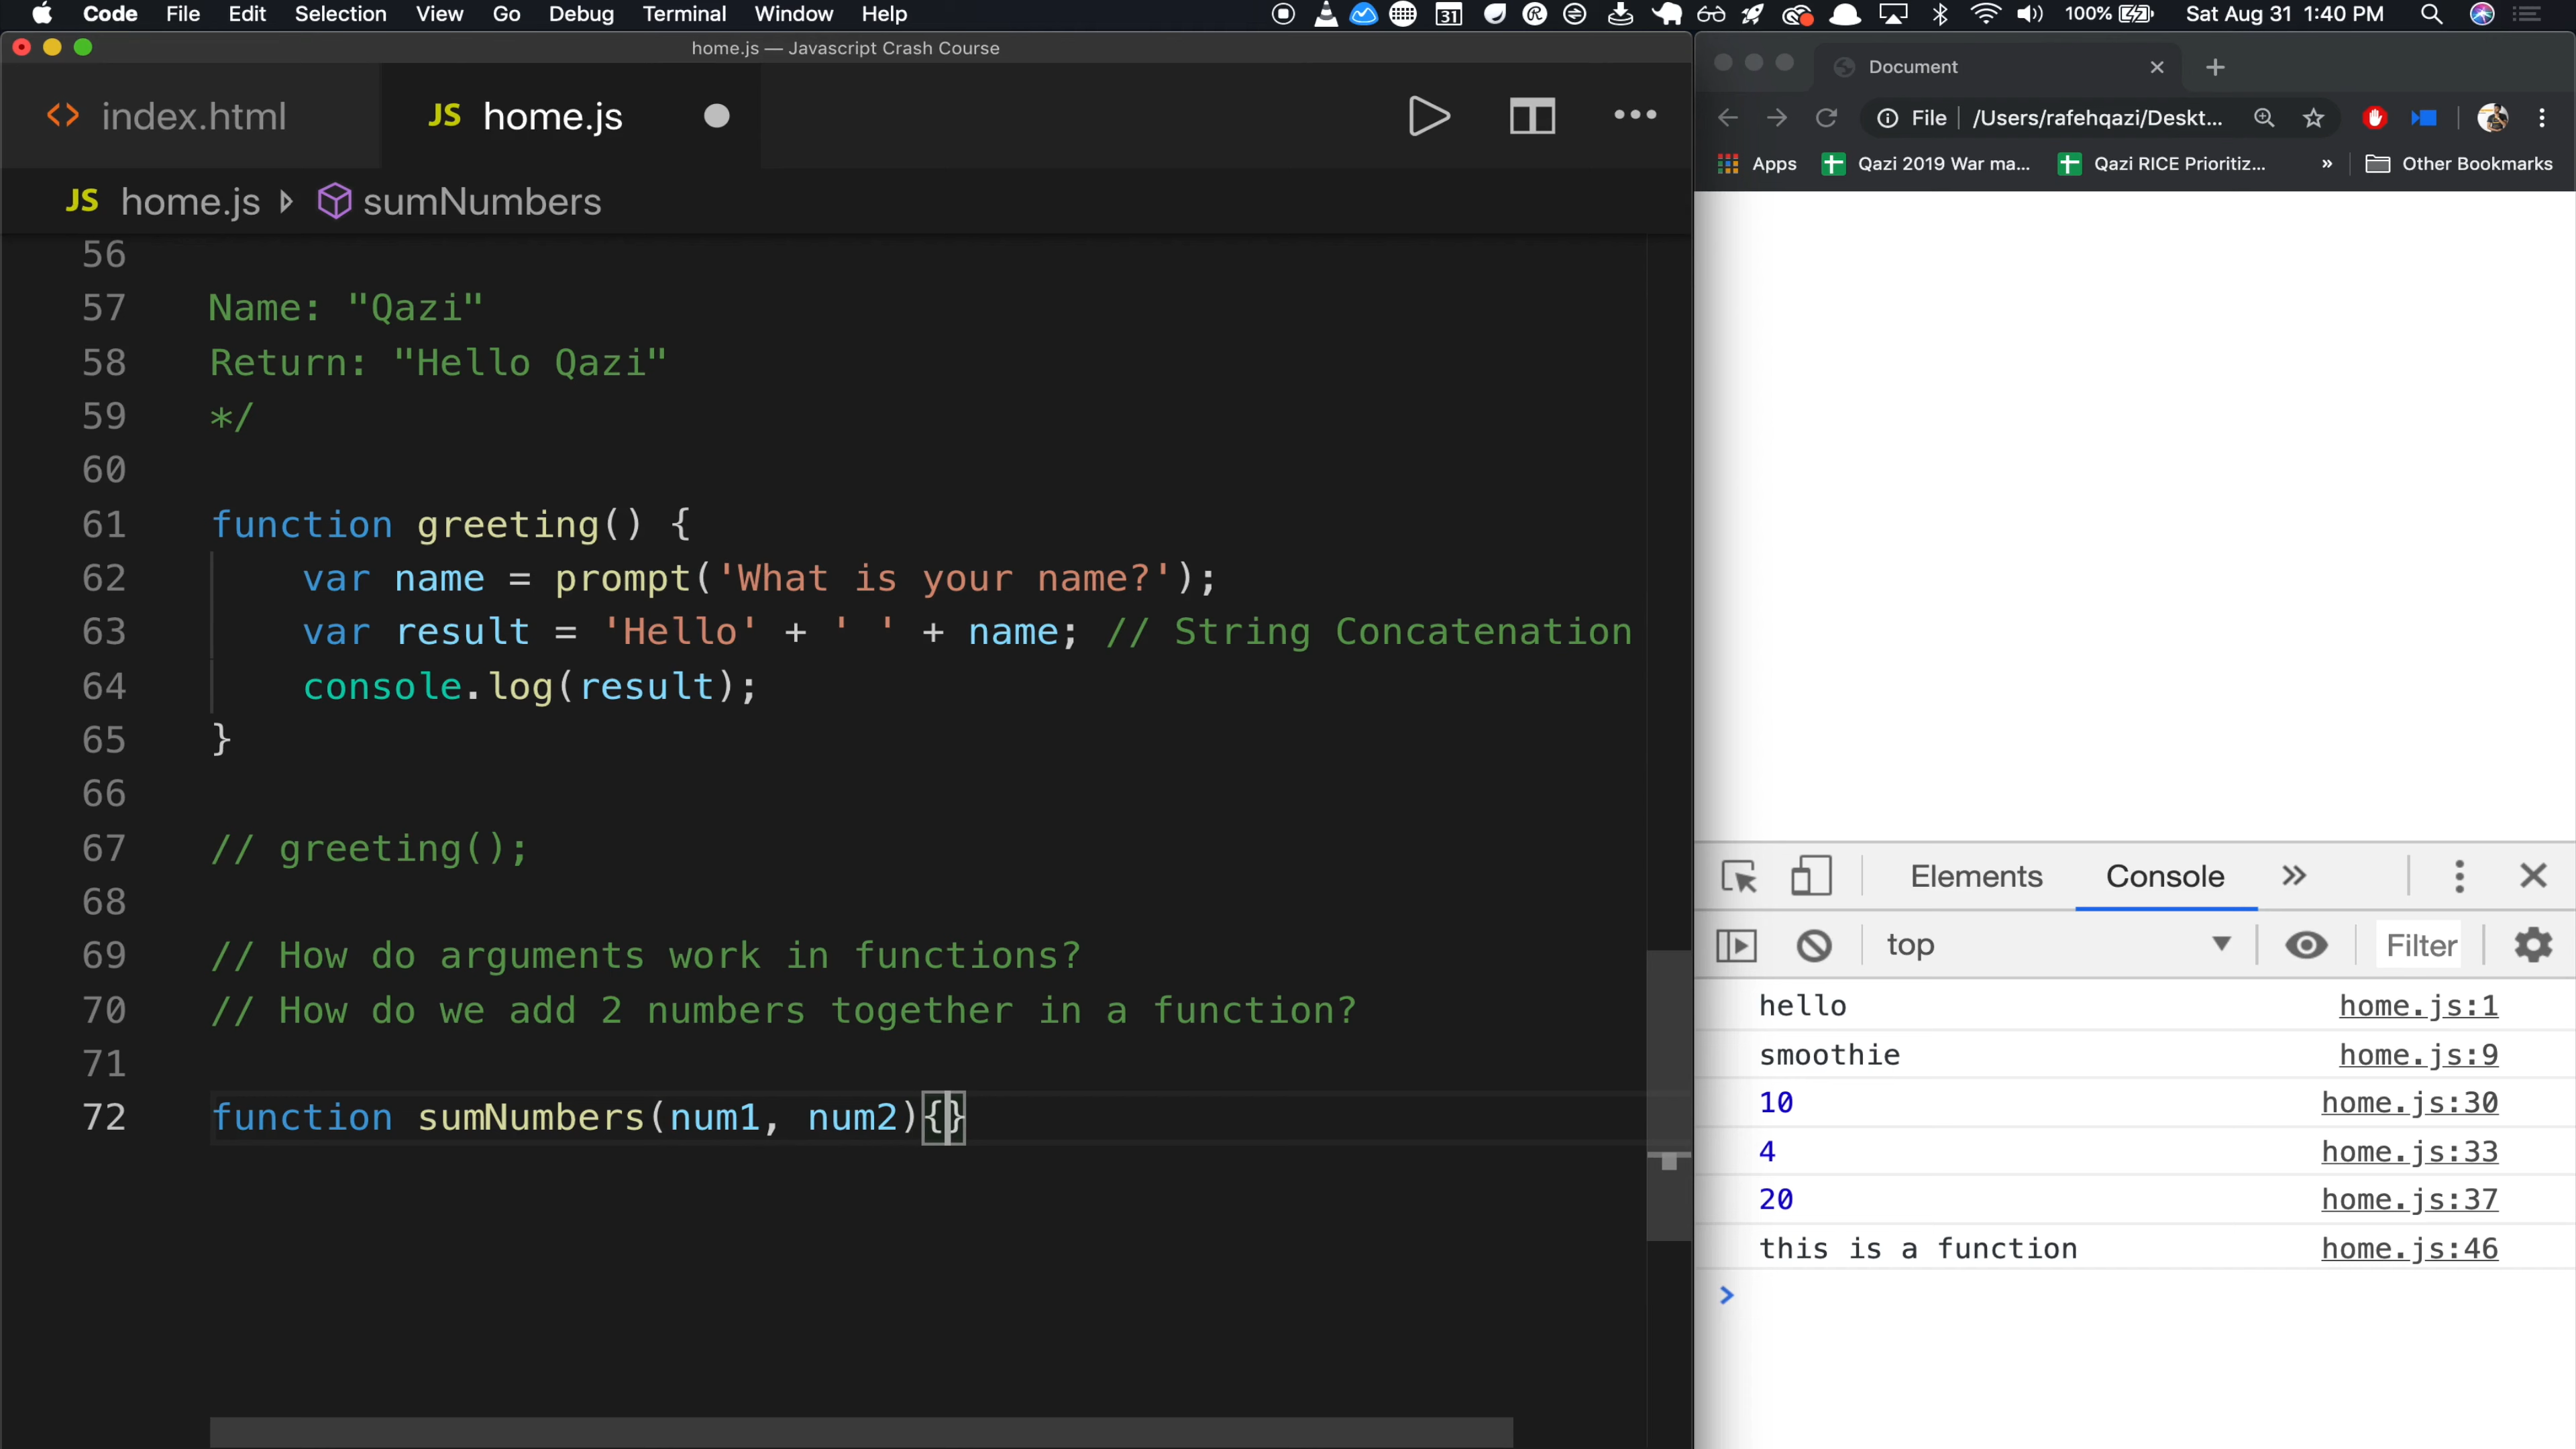 Code File Edit Selection View Go Debug Terminal Window Help
31 100% Sat Aug 31 1:40 PM
home.js — Javascript Crash Course
index.html JS home.js
JS home.js sumNumbers
56
57 Name: "Qazi"
58 Return: "Hello Qazi"
59 */
60
61 function greeting() {
62 var name = prompt('What is your name?');
63 var result = 'Hello' + ' ' + name; // String Concatenation
64 console.log(result);
65 }
66
67 // greeting();
68
69 // How do arguments work in functions?
70 // How do we add 2 numbers together in a function?
71
72 function sumNumbers(num1, num2){}
Document
File /Users/rafehqazi/Deskt...
Apps Qazi 2019 War ma... Qazi RICE Prioritiz... » Other Bookmarks
Elements Console
top Filter
hello home.js:1
smoothie home.js:9
10 home.js:30
4 home.js:33
20 home.js:37
this is a function home.js:46
>